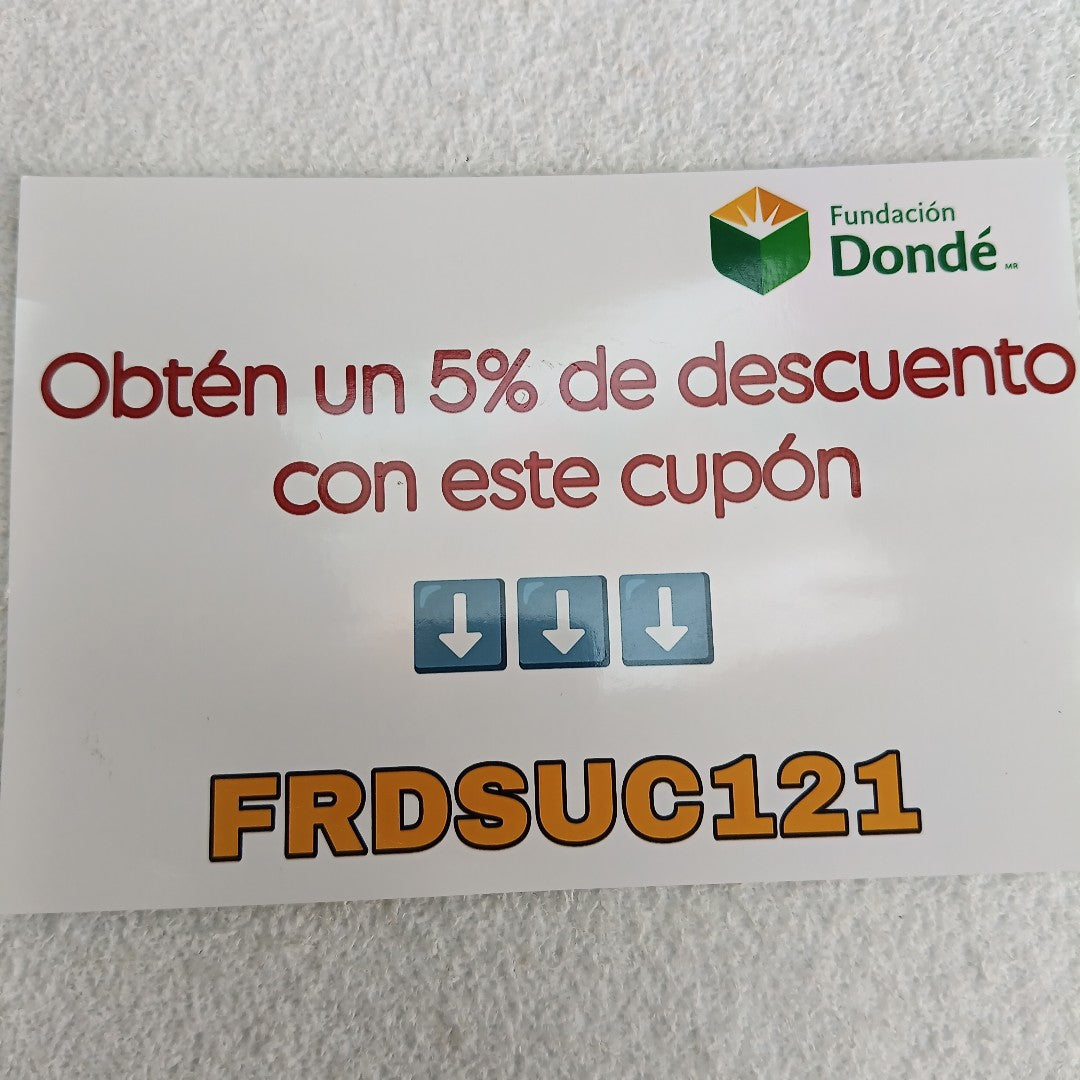 Fundación
Dondé MR
Obtén un 5% de descuento
con este cupón
FRDSUC121